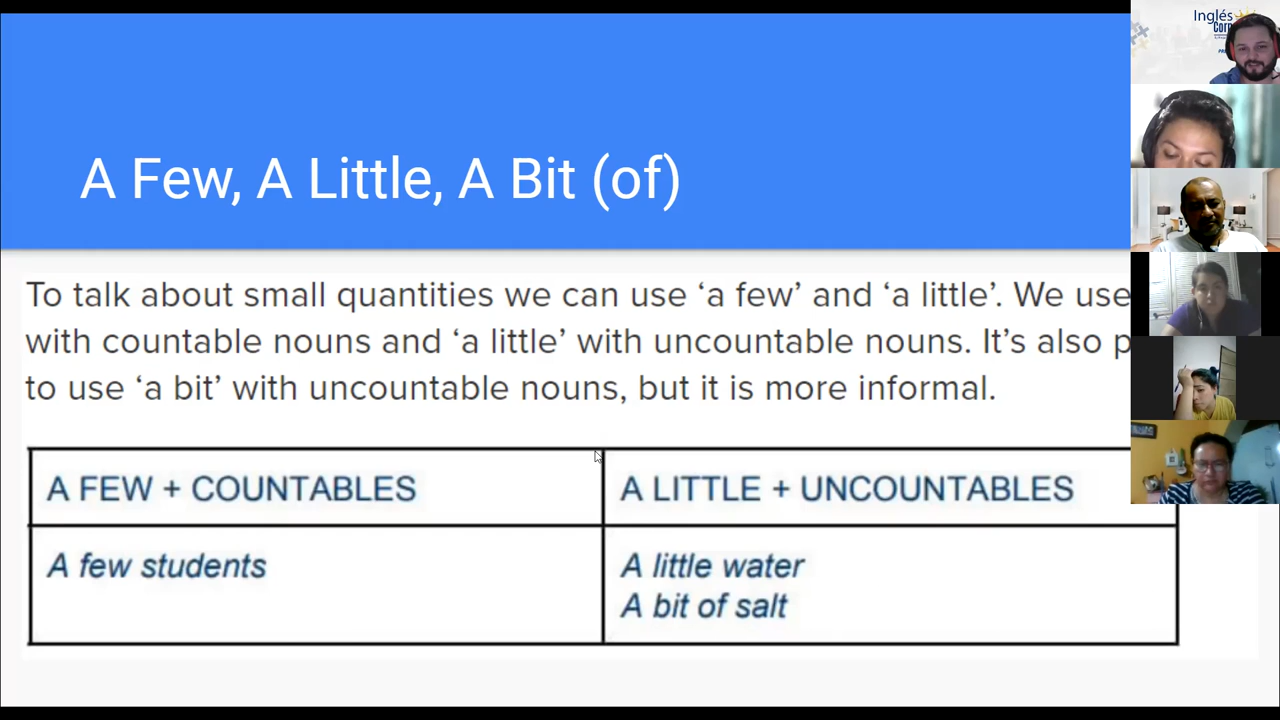 A Few, A Little, A Bit (of)
To talk about small quantities we can use ‘a few’ and ‘a little’. We use
with countable nouns and ‘a little’ with uncountable nouns. It’s also
to use ‘a bit’ with uncountable nouns, but it is more informal.
A FEW + COUNTABLES
A LITTLE + UNCOUNTABLES
A few students
A little water
A bit of salt
Inglés